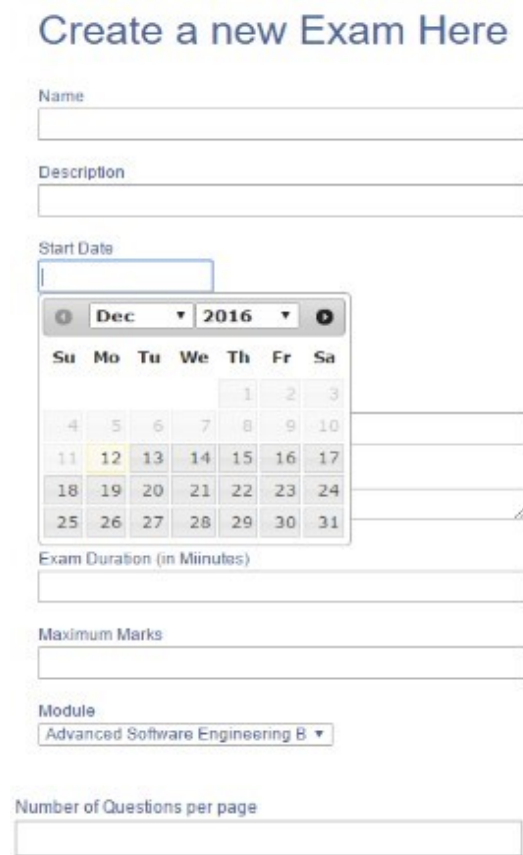 Create a new Exam Here
Name
Description
Start Date
Dec 2016
Su Mo Tu We Th Fr Sa
1 2 3
4 5 6 7 8 9 10
11 12 13 14 15 16 17
18 19 20 21 22 23 24
25 26 27 28 29 30 31
Exam Duration (in Miinutes)
Maximum Marks
Module
Advanced Software Engineering B
Number of Questions per page